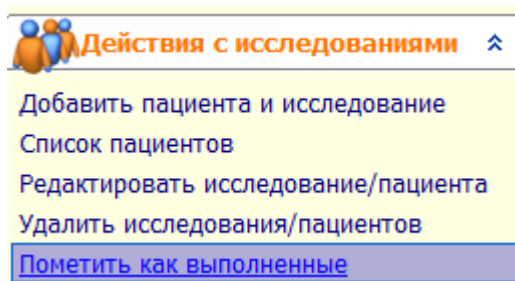 Действия с исследованиями
Добавить пациента и исследование
Список пациентов
Редактировать исследование/пациента
Удалить исследования/пациентов
Пометить как выполненные